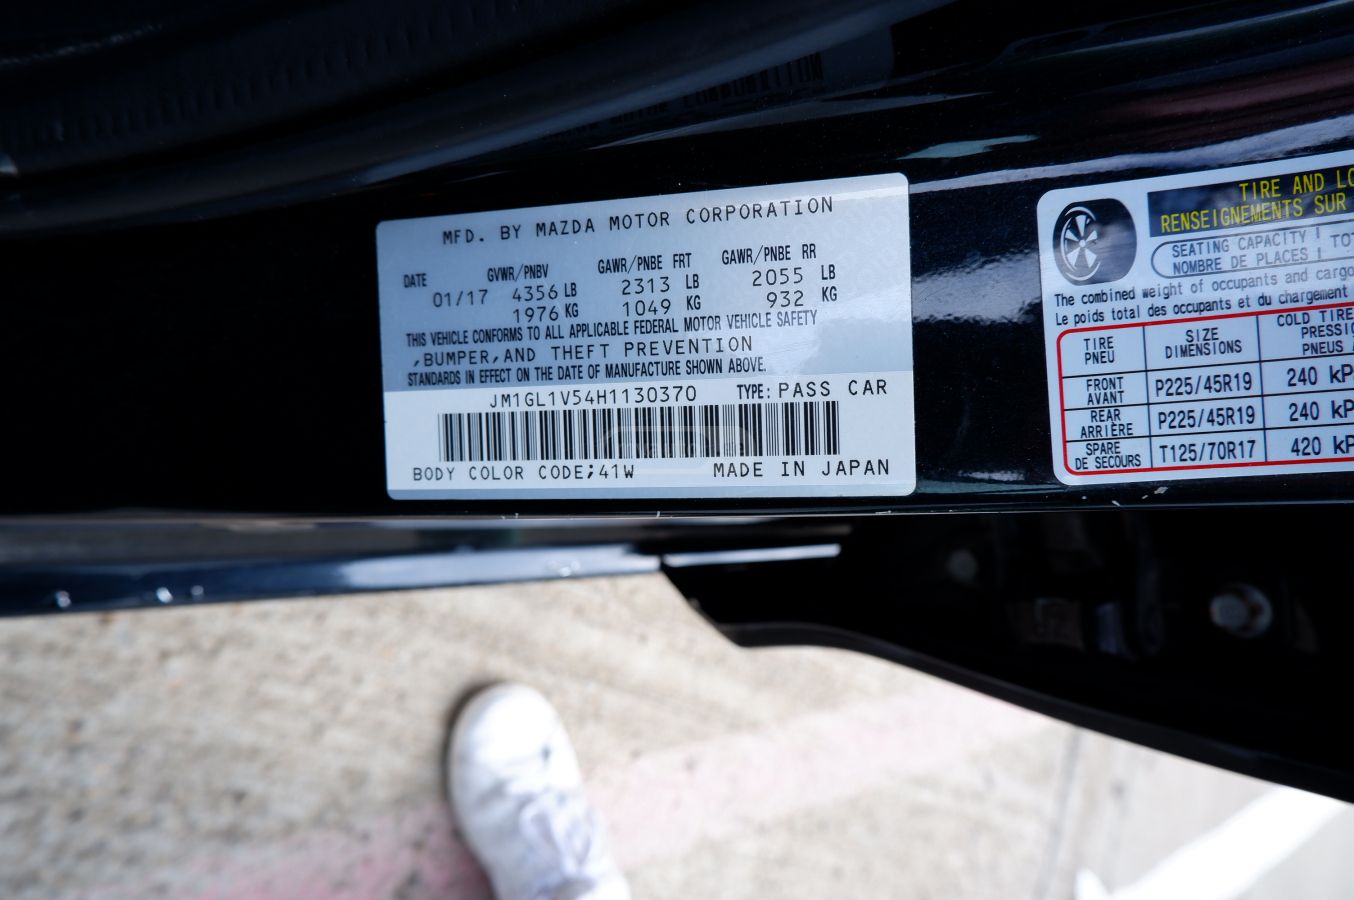 MFD. BY MAZDA MOTOR CORPORATION
DATE GVWR/PNBV GAWR/PNBE FRT GAWR/PNBE RR
01/17 4356 LB 2313 LB 2055 LB
1976 KG 1049 KG 932 KG
THIS VEHICLE CONFORMS TO ALL APPLICABLE FEDERAL MOTOR VEHICLE SAFETY
,BUMPER,AND THEFT PREVENTION
STANDARDS IN EFFECT ON THE DATE OF MANUFACTURE SHOWN ABOVE.
JM1GL1V54H1130370 TYPE: PASS CAR
BODY COLOR CODE;41W MADE IN JAPAN
TIRE AND LO
RENSEIGNEMENTS SUR
SEATING CAPACITY TOT
NOMBRE DE PLACES
The combined weight of occupants and cargo
Le poids total des occupants et du chargement
TIRE SIZE COLD TIRE
PNEU DIMENSIONS PRESSIO
PNEUS
FRONT P225/45R19 240 kP
AVANT
REAR P225/45R19 240 kP
ARRIÈRE
SPARE T125/70R17 420 kP
DE SECOURS